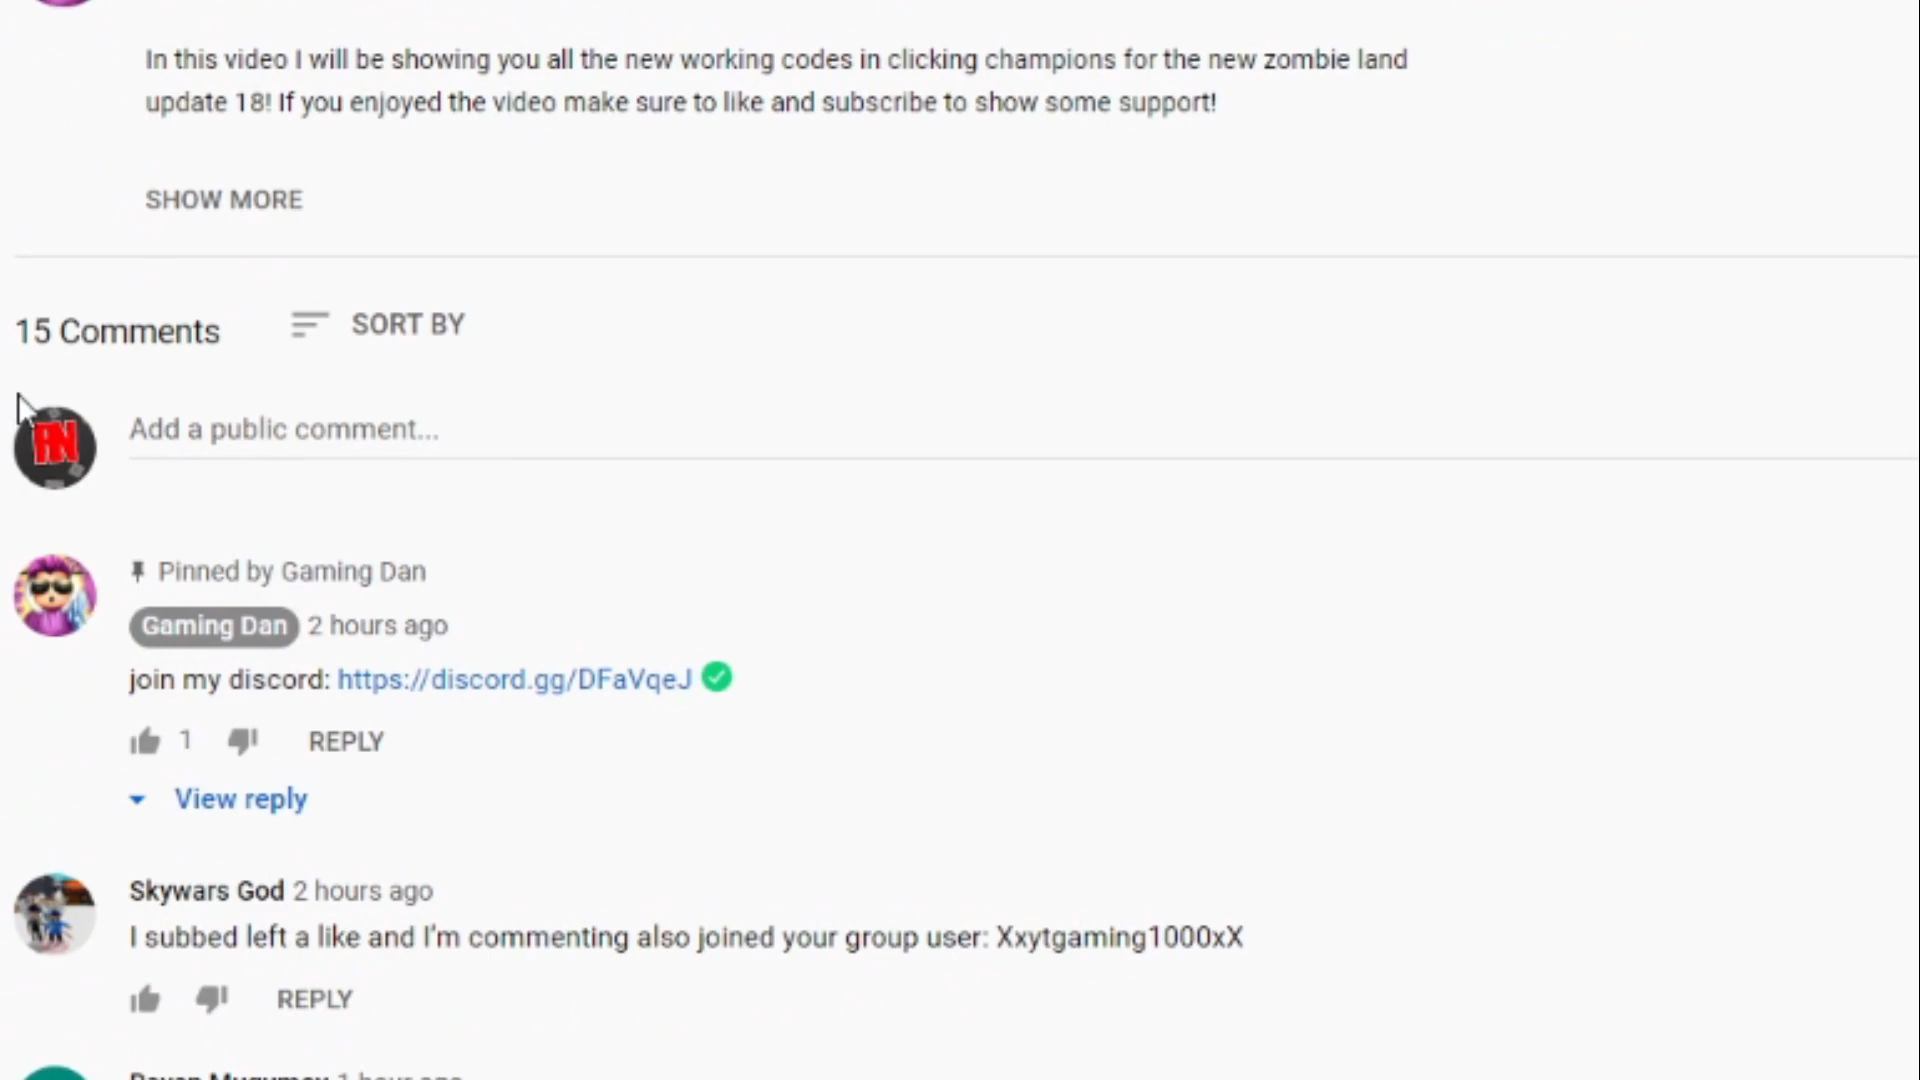 In this video I will be showing you all the new working codes in clicking champions for the new zombie land
update 18! If you enjoyed the video make sure to like and subscribe to show some support!
SHOW MORE
15 Comments
SORT BY
Add a public comment...
Pinned by Gaming Dan
Gaming Dan 2 hours ago
join my discord: https://discord.gg/DFaVqeJ
1
REPLY
View reply
Skywars God 2 hours ago
I subbed left a like and I'm commenting also joined your group user: Xxytgaming1000xX
REPLY
1 hour ago